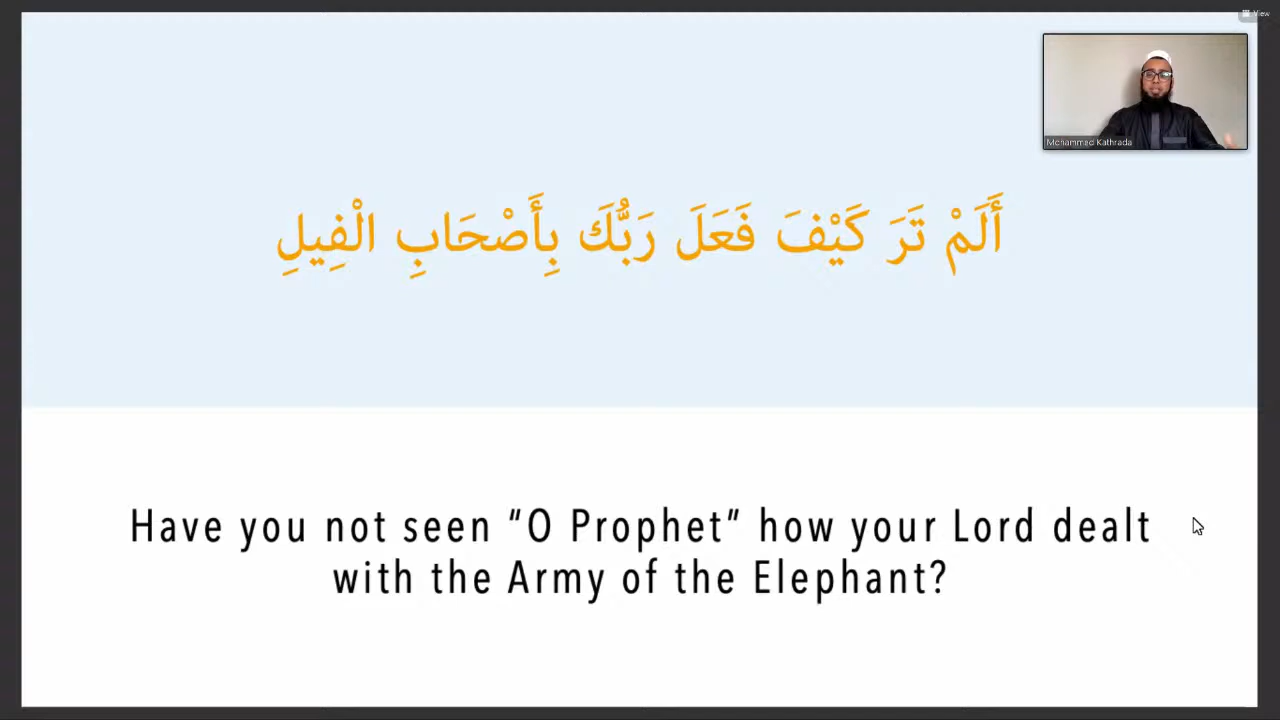 View
Mohammed Kathrada
أَلَمْ تَرَ كَيْفَ فَعَلَ رَبُّكَ بِأَصْحَابِ الْفِيلِ
Have you not seen “O Prophet” how your Lord dealt
with the Army of the Elephant?